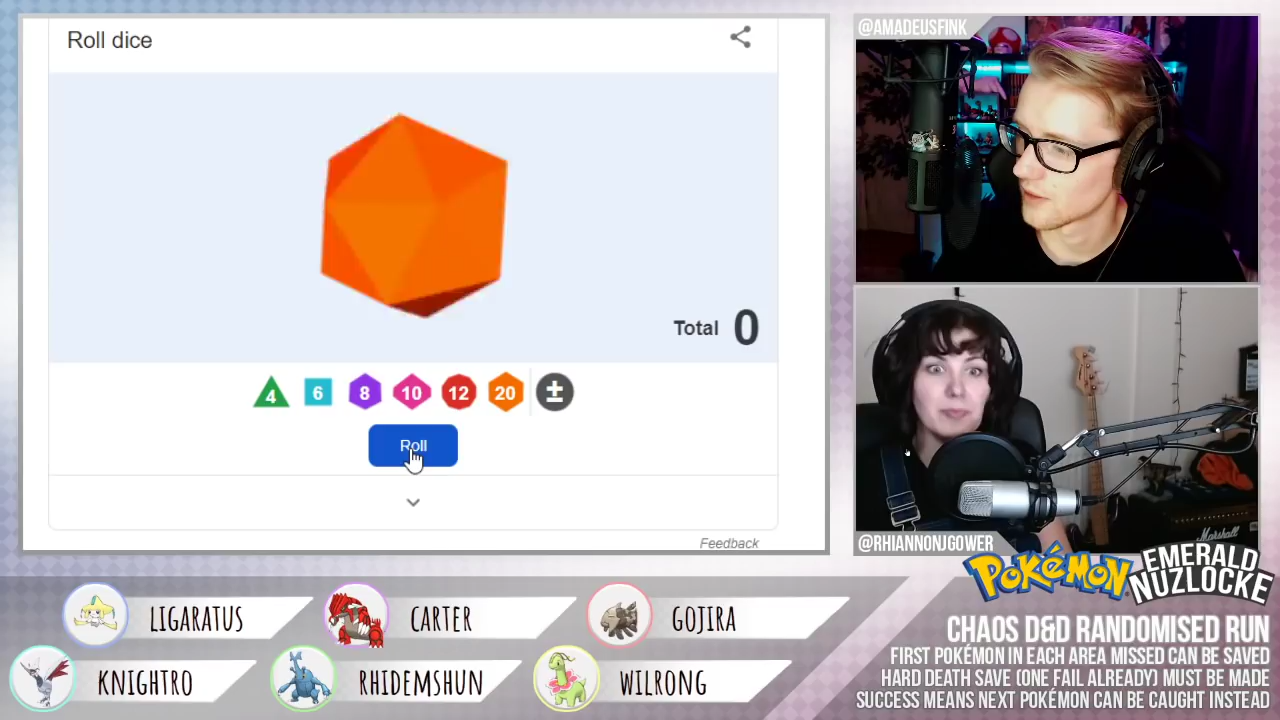 Roll dice
Total 0
4 6 8 10 12 20 ±
Roll
Feedback
@AMADEUSFINK
@RHIANNONJGOWER
Marshall
LIGARATUS
CARTER
GOJIRA
KNIGHTRO
RHIDEMSHUN
WILRONG
POKéMON
EMERALD
NUZLOCKE
CHAOS D&D RANDOMISED RUN
FIRST POKÉMON IN EACH AREA MISSED CAN BE SAVED
HARD DEATH SAVE (ONE FAIL ALREADY) MUST BE MADE
SUCCESS MEANS NEXT POKÉMON CAN BE CAUGHT INSTEAD